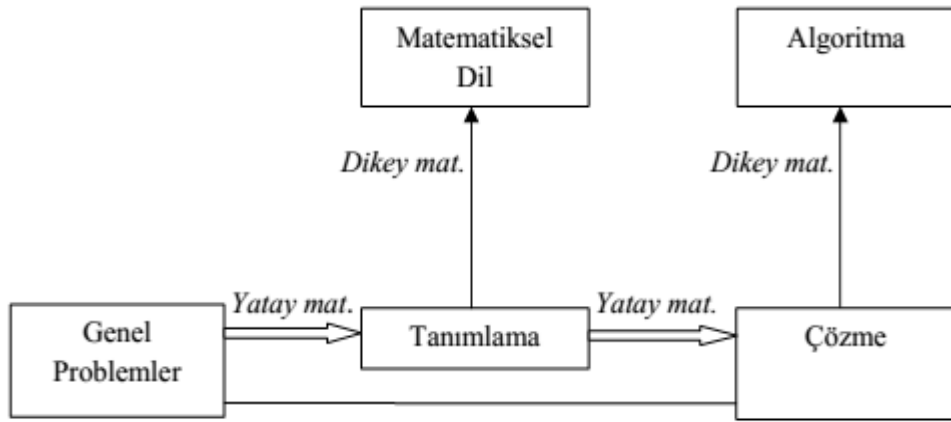 Matematiksel
Dil
Algoritma
Dikey mat.
Dikey mat.
Yatay mat.
Yatay mat.
Genel
Problemler
Tanımlama
Çözme